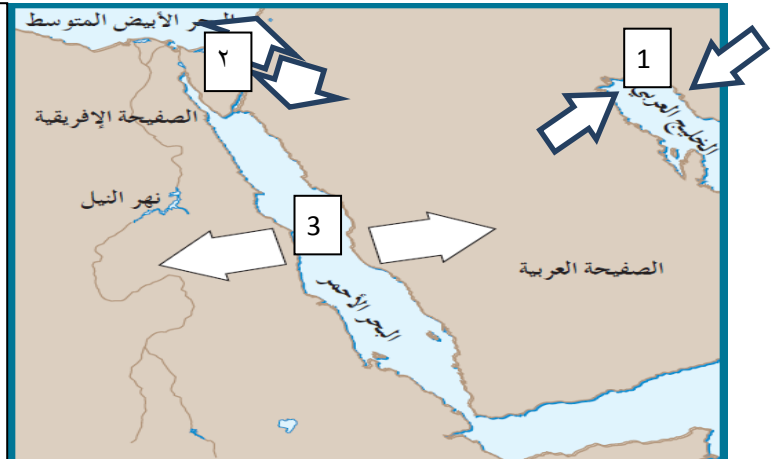 البحر الأبيض المتوسط
٢
1
الخليج العربي
الصفيحة الإفريقية
نهر النيل
3
الصفيحة العربية
البحر الأحمر